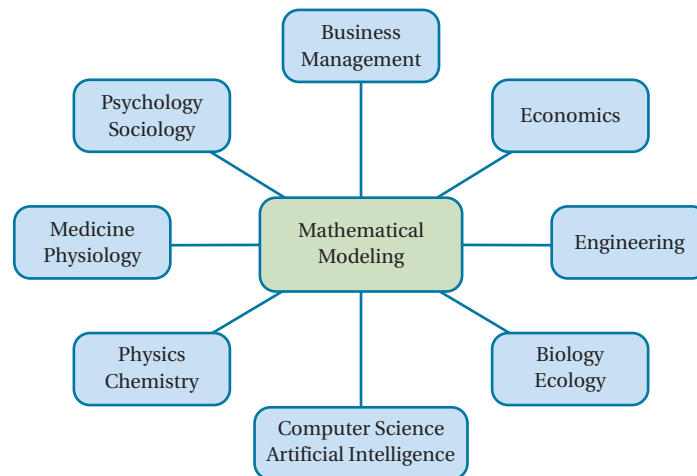 Business
Management
Psychology
Sociology
Economics
Medicine
Physiology
Mathematical
Modeling
Engineering
Physics
Chemistry
Biology
Ecology
Computer Science
Artificial Intelligence